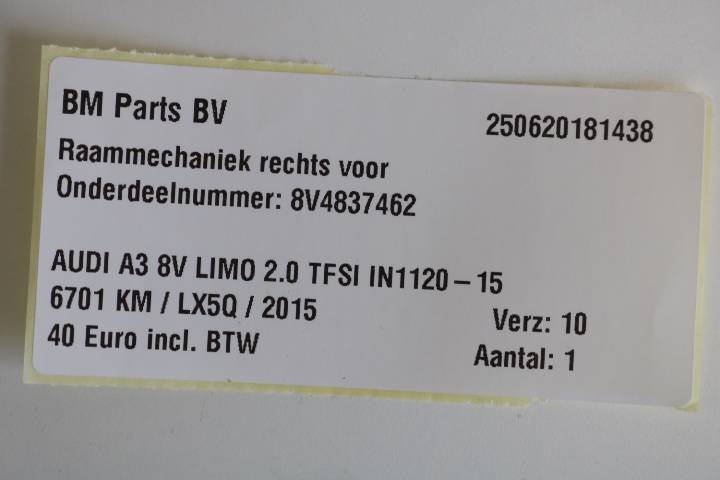 BM Parts BV
250620181438
Raammechaniek rechts voor
Onderdeelnummer: 8V4837462
AUDI A3 8V LIMO 2.0 TFSI IN1120-15
6701 KM / LX5Q / 2015
Verz: 10
40 Euro incl. BTW
Aantal: 1